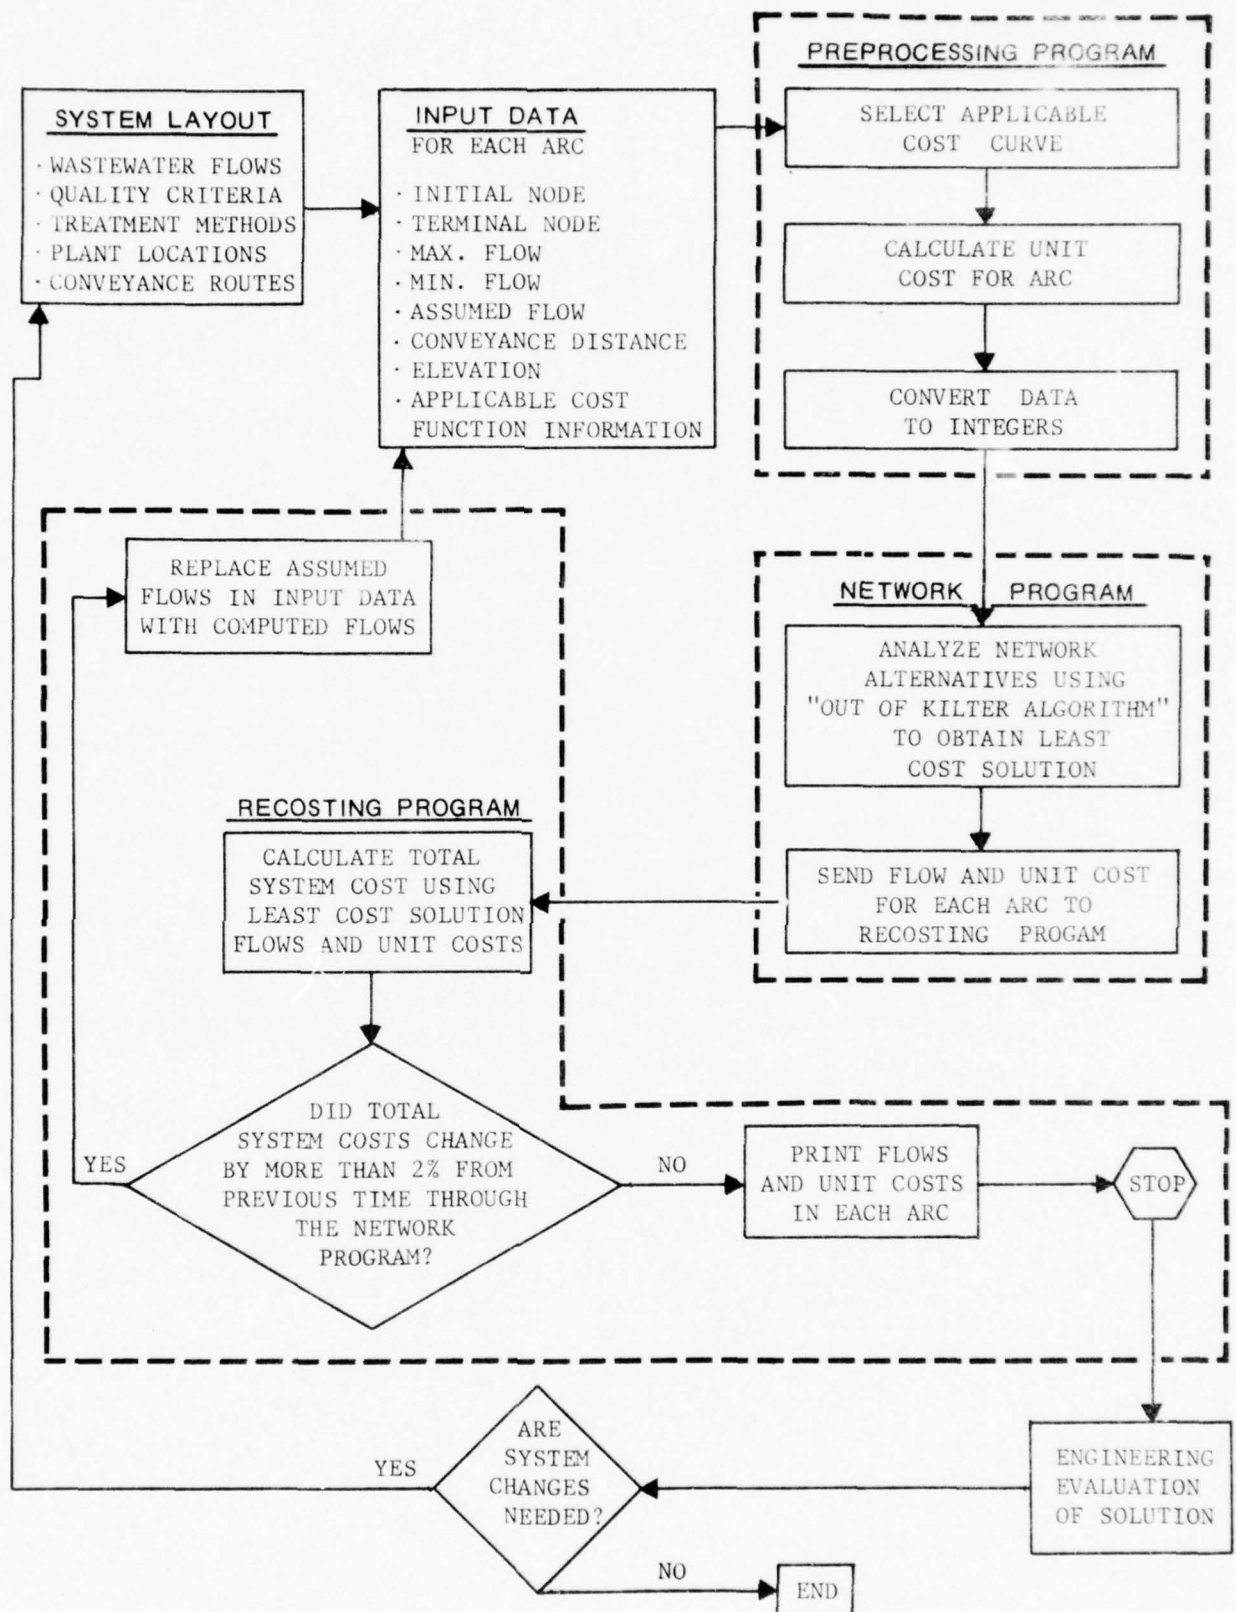 SYSTEM LAYOUT
· WASTEWATER FLOWS
· QUALITY CRITERIA
· TREATMENT METHODS
· PLANT LOCATIONS
· CONVEYANCE ROUTES
INPUT DATA
FOR EACH ARC
· INITIAL NODE
· TERMINAL NODE
· MAX. FLOW
· MIN. FLOW
· ASSUMED FLOW
· CONVEYANCE DISTANCE
· ELEVATION
· APPLICABLE COST
FUNCTION INFORMATION
PREPROCESSING PROGRAM
SELECT APPLICABLE
COST CURVE
CALCULATE UNIT
COST FOR ARC
CONVERT DATA
TO INTEGERS
NETWORK PROGRAM
ANALYZE NETWORK
ALTERNATIVES USING
"OUT OF KILTER ALGORITHM"
TO OBTAIN LEAST
COST SOLUTION
SEND FLOW AND UNIT COST
FOR EACH ARC TO
RECOSTING PROGAM
REPLACE ASSUMED
FLOWS IN INPUT DATA
WITH COMPUTED FLOWS
RECOSTING PROGRAM
CALCULATE TOTAL
SYSTEM COST USING
LEAST COST SOLUTION
FLOWS AND UNIT COSTS
DID TOTAL
SYSTEM COSTS CHANGE
BY MORE THAN 2% FROM
PREVIOUS TIME THROUGH
THE NETWORK
PROGRAM?
YES
NO
PRINT FLOWS
AND UNIT COSTS
IN EACH ARC
STOP
ENGINEERING
EVALUATION
OF SOLUTION
ARE
SYSTEM
CHANGES
NEEDED?
YES
NO
END